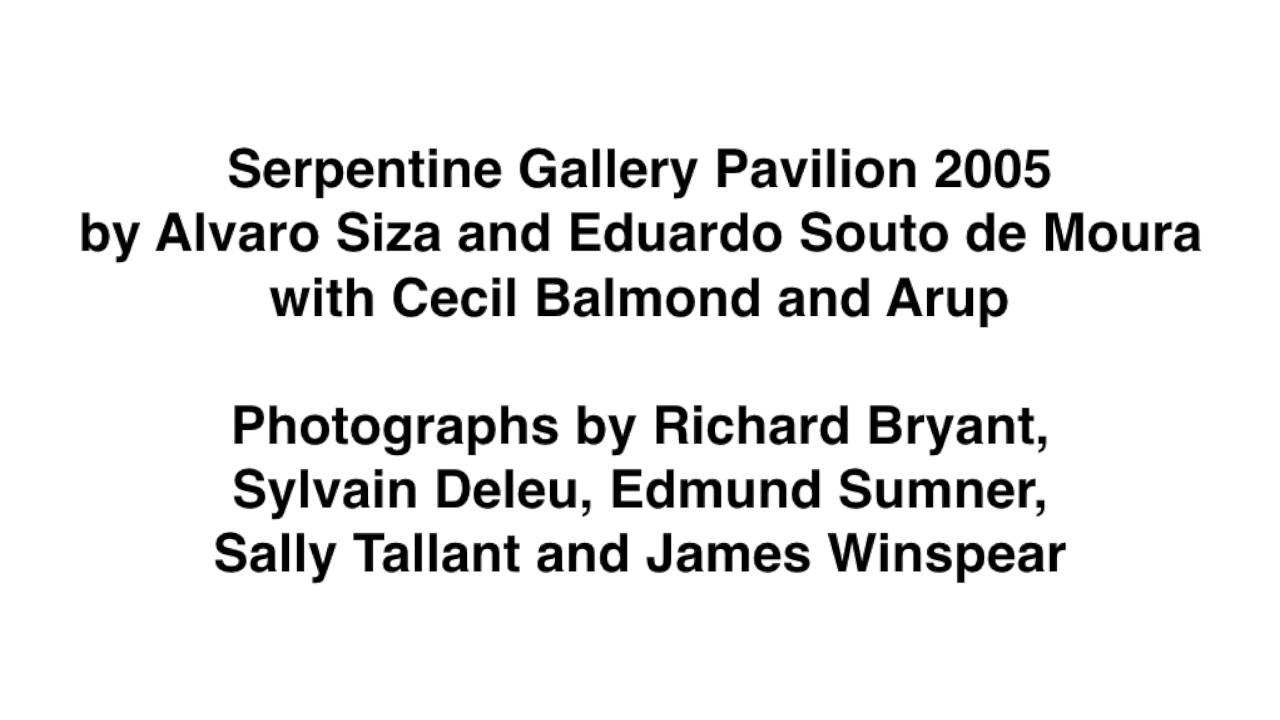 Serpentine Gallery Pavilion 2005
by Alvaro Siza and Eduardo Souto de Moura
with Cecil Balmond and Arup
Photographs by Richard Bryant,
Sylvain Deleu, Edmund Sumner,
Sally Tallant and James Winspear